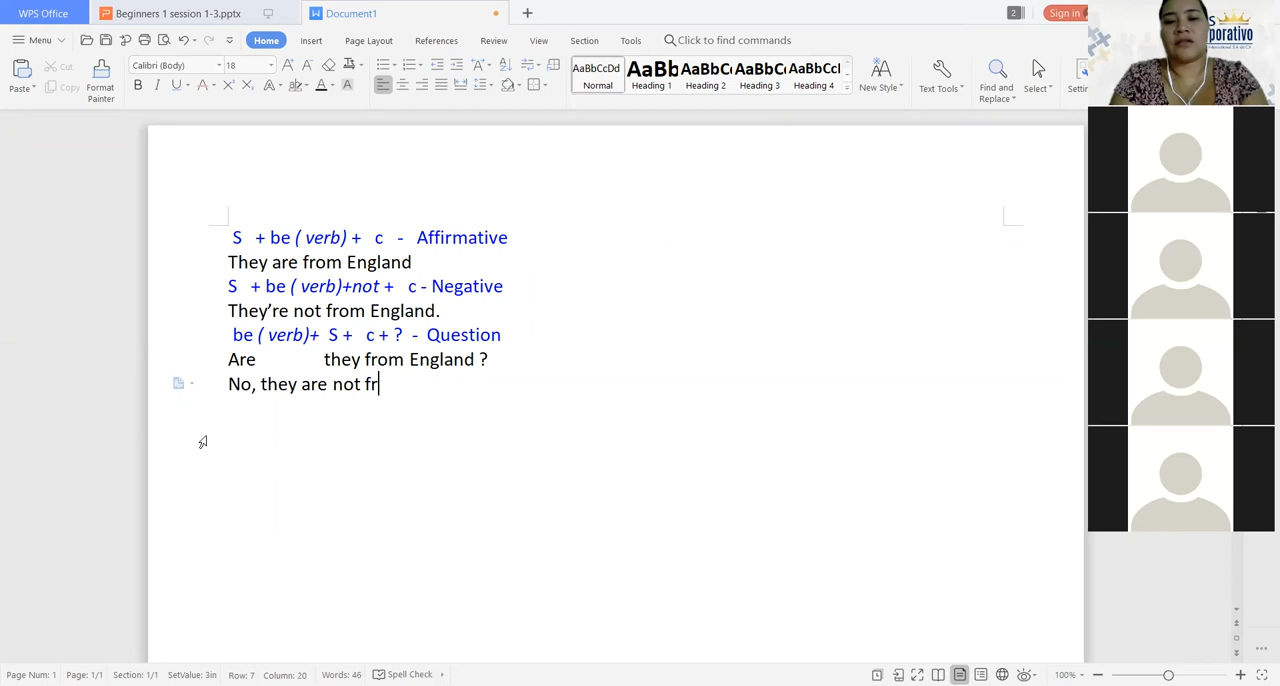 WPS Office
Beginners 1 session 1-3.pptx
Document1
2
Sign in
Menu
Home
Insert
Page Layout
References
Review
View
Section
Tools
Click to find commands
Paste
Cut
Copy
Format Painter
Calibri (Body)
18
AaBbCcDd
Normal
AaBb
Heading 1
AaBbC
Heading 2
AaBbC
Heading 3
AaBbCcI
Heading 4
New Style
Text Tools
Find and Replace
Select
Settin
S + be ( verb) + c - Affirmative
They are from England
S + be ( verb)+not + c - Negative
They’re not from England.
be ( verb)+ S + c + ? - Question
Are they from England ?
No, they are not fr
Page Num: 1 Page: 1/1 Section: 1/1 SetValue: 3in Row: 7 Column: 20 Words: 46 Spell Check
100%